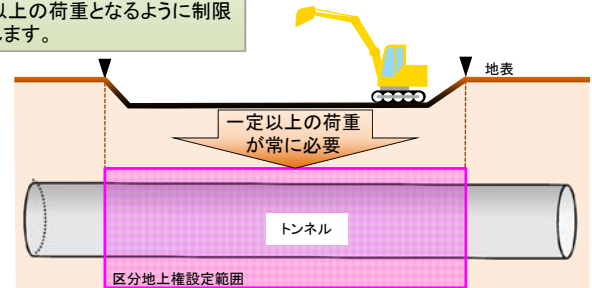 以上の荷重となるように制限
します。
地表
一定以上の荷重
が常に必要
トンネル
区分地上権設定範囲